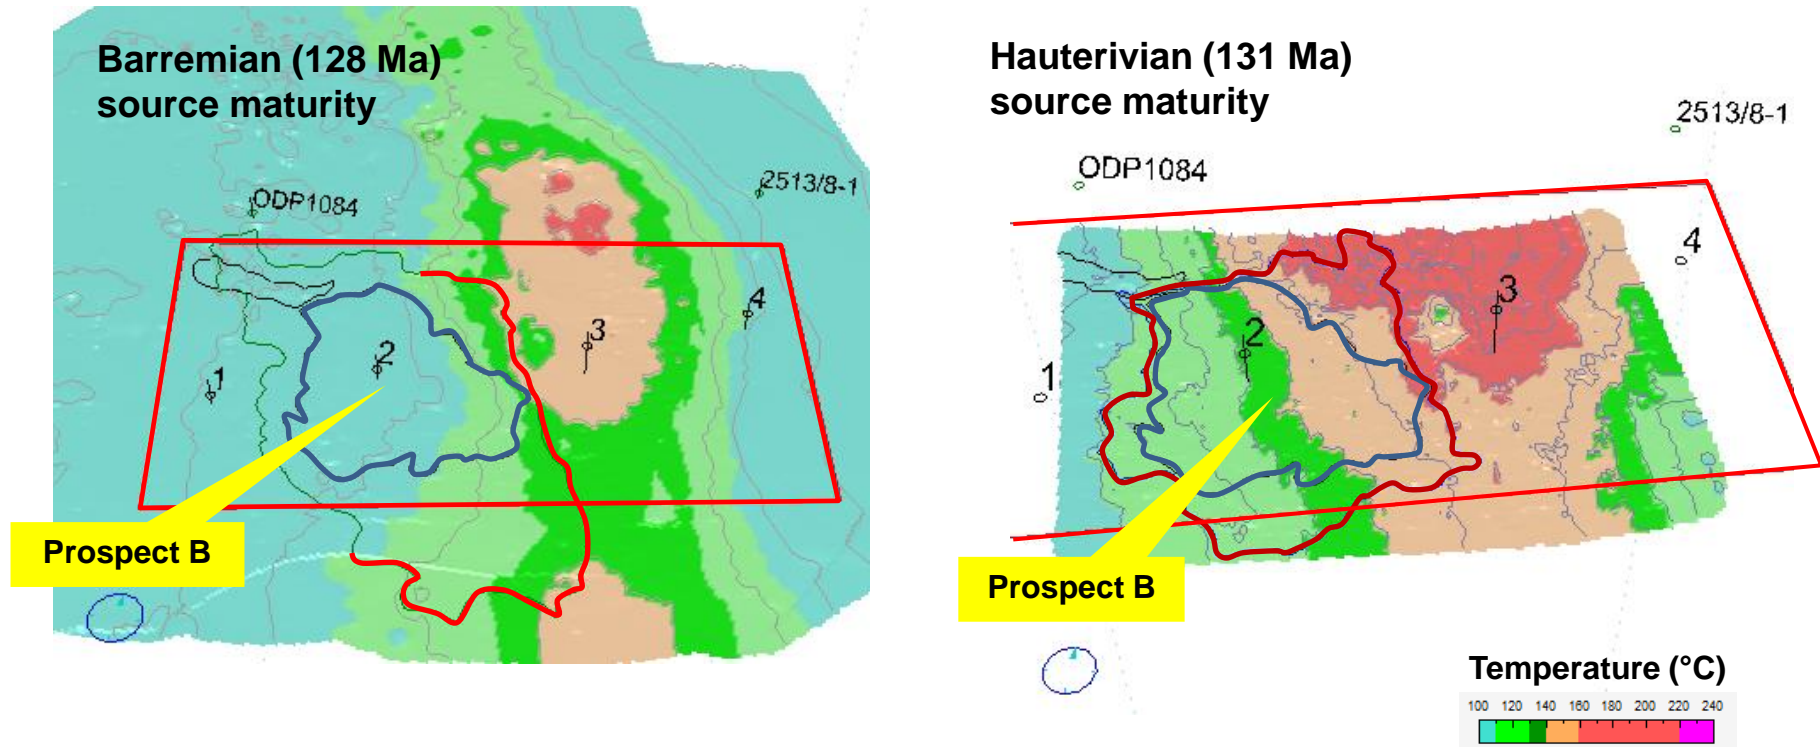 Barremian (128 Ma)
source maturity
ODP1084
2513/8-1
1
2
3
4
Prospect B
Hauterivian (131 Ma)
source maturity
2513/8-1
ODP1084
1
2
3
4
Prospect B
Temperature (°C)
100 120 140 160 180 200 220 240